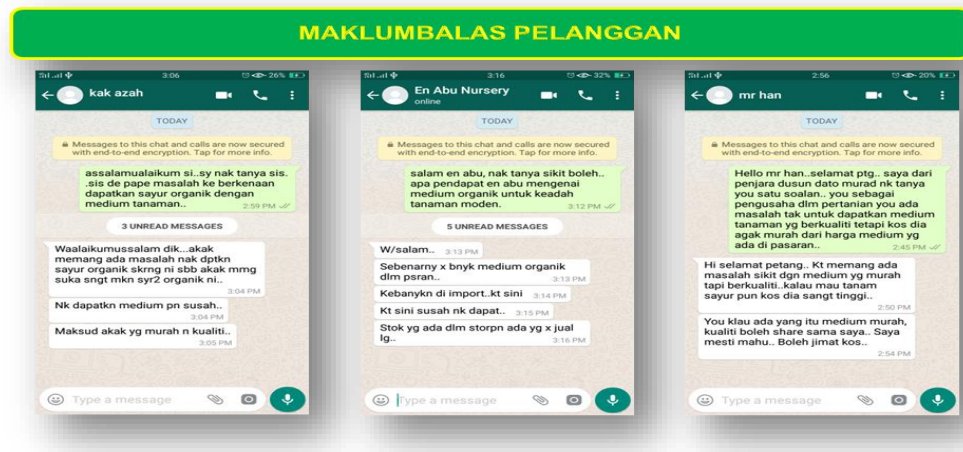 MAKLUMBALAS PELANGGAN
3:06
26%
kak azah
TODAY
Messages to this chat and calls are now secured
with end-to-end encryption. Tap for more info.
assalamualaikum si..sy nak tanya sis.
.sis de pape masalah ke berkenaan
dapatkan sayur organik dengan
medium tanaman..
2:59 PM
3 UNREAD MESSAGES
Waalaikumussalam dik...akak
memang ada masalah nak dptkn
sayur organik skrng ni sbb akak mmg
suka sngt mkn syr2 organik ni..
3:04 PM
Nk dapatkn medium pn susah..
3:04 PM
Maksud akak yg murah n kualiti..
3:05 PM
Type a message
3:16
32%
En Abu Nursery
online
TODAY
Messages to this chat and calls are now secured
with end-to-end encryption. Tap for more info.
salam en abu, nak tanya sikit boleh..
apa pendapat en abu mengenai
medium organik untuk keadah
tanaman moden.
3:12 PM
5 UNREAD MESSAGES
W/salam..
3:13 PM
Sebenarny x bnyk medium organik
dlm psran..
3:13 PM
Kebanykn di import..kt sini
3:14 PM
Kt sini susah nk dapat..
3:15 PM
Stok yg ada dlm storpn ada yg x jual
lg..
3:16 PM
Type a message
2:56
20%
mr han
TODAY
Messages to this chat and calls are now secured
with end-to-end encryption. Tap for more info.
Hello mr han..selamat ptg.. saya dari
penjara dusun dato murad nk tanya
you satu soalan.. you sebagai
pengusaha dlm pertanian you ada
masalah tak untuk dapatkan medium
tanaman yg berkualiti tetapi kos dia
agak murah dari harga medium yg
ada di pasaran..
2:45 PM
Hi selamat petang.. Kt memang ada
masalah sikit dgn medium yg murah
tapi berkualiti..kalau mau tanam
sayur pun kos dia sangt tinggi..
2:50 PM
You klau ada yang itu medium murah,
kualiti boleh share sama saya.. Saya
mesti mahu.. Boleh jimat kos..
2:54 PM
Type a message